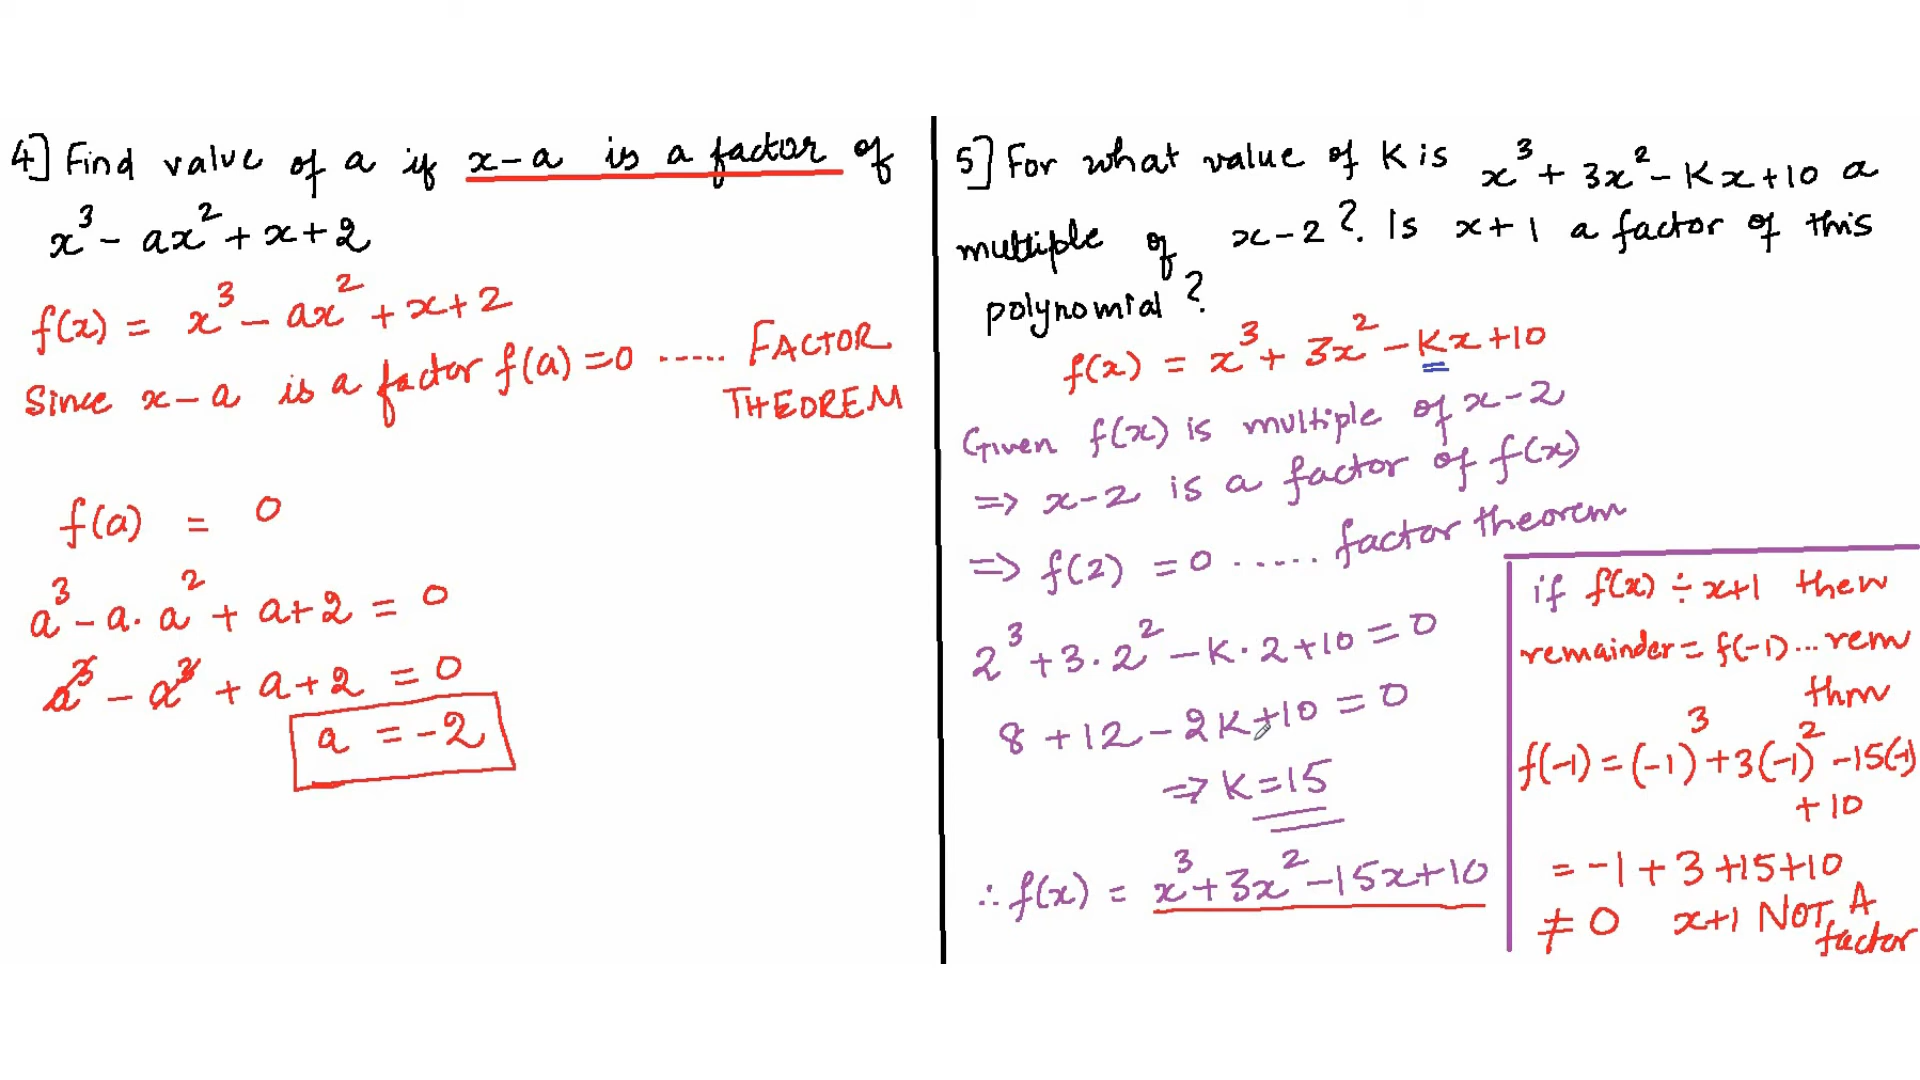 4] Find value of a if x-a is a factor of
x³ - ax² + x + 2
f(x) = x³ - ax² + x + 2
Since x-a is a factor f(a) = 0 ..... FACTOR
THEOREM
f(a) = 0
a³ - a. a² + a + 2 = 0
a³ - a³ + a + 2 = 0
a = -2
5] For what value of K is x³ + 3x² - Kx + 10 a
multiple of x-2? Is x+1 a factor of this
polynomial?
f(x) = x³ + 3x² - Kx + 10
Given f(x) is multiple of x-2
=> x-2 is a factor of f(x)
=> f(2) = 0 ...... factor theorem
2³ + 3. 2² - K. 2 + 10 = 0
8 + 12 - 2K + 10 = 0
=> K = 15
∴ f(x) = x³ + 3x² - 15x + 10
if f(x) ÷ x+1 then
remainder = f(-1) ... rem
thm
f(-1) = (-1)³ + 3(-1)² - 15(-1)
+ 10
= -1 + 3 + 15 + 10
≠ 0 x+1 NOT A
factor